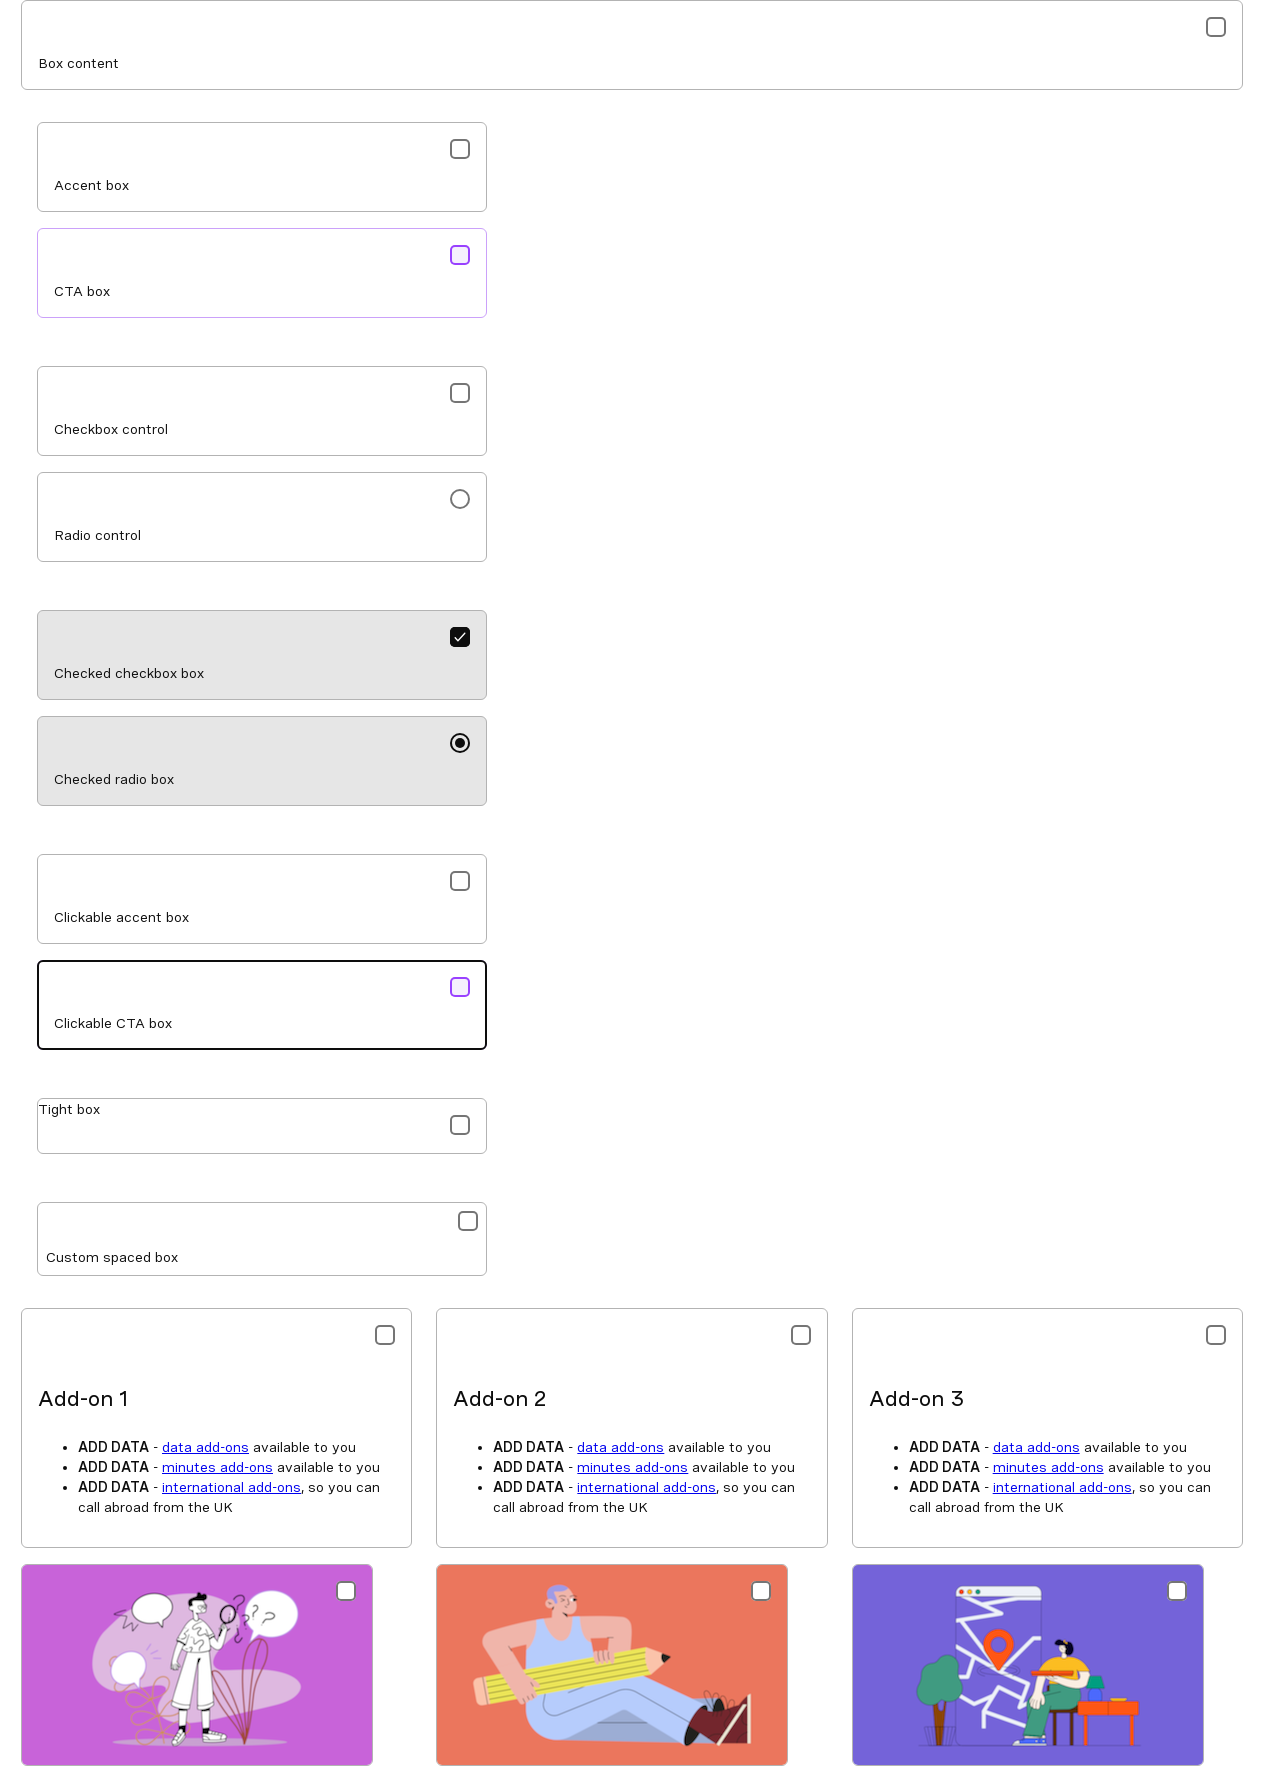 Box content
Accent box
CTA box
Checkbox control
Radio control
Checked checkbox box
Checked radio box
Clickable accent box
Clickable CTA box
Tight box
Custom spaced box
Add-on 1
ADD DATA - data add-ons available to you
ADD DATA - minutes add-ons available to you
ADD DATA - international add-ons, so you can
call abroad from the UK
Add-on 2
ADD DATA - data add-ons available to you
ADD DATA - minutes add-ons available to you
ADD DATA - international add-ons, so you can
call abroad from the UK
Add-on 3
ADD DATA - data add-ons available to you
ADD DATA - minutes add-ons available to you
ADD DATA - international add-ons, so you can
call abroad from the UK